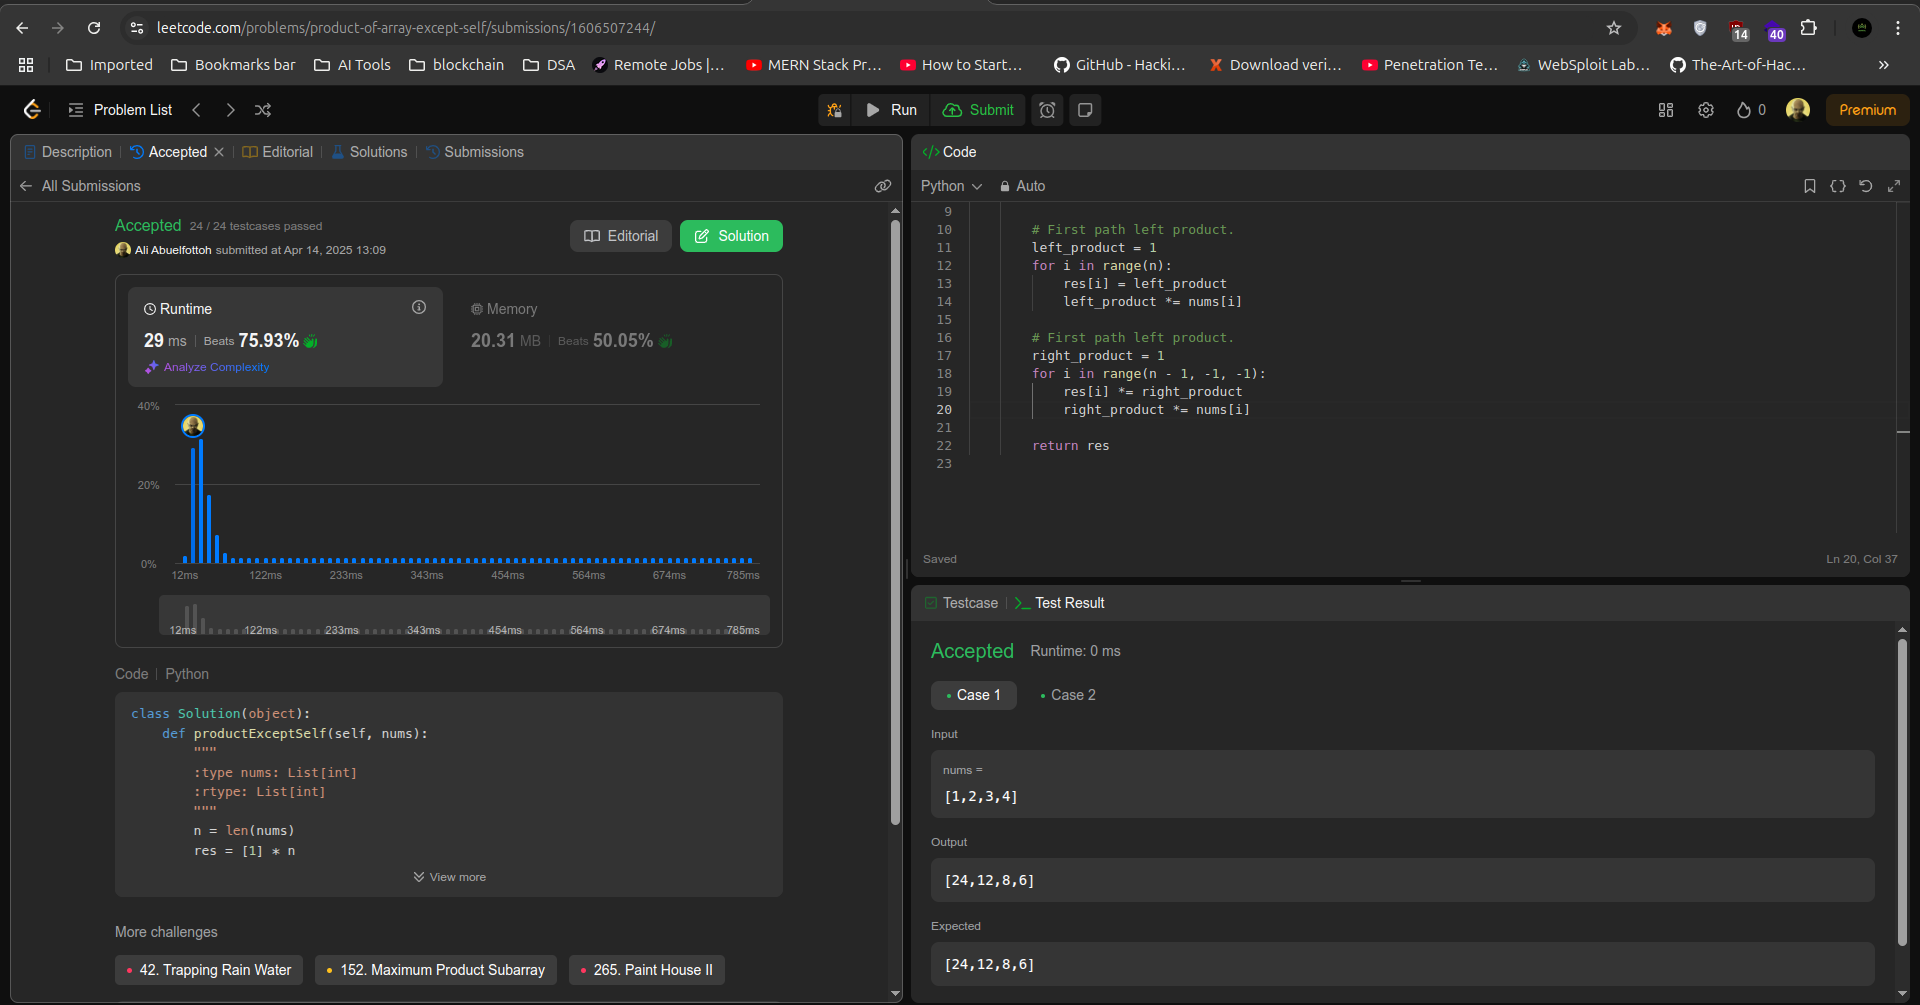 leetcode.com/problems/product-of-array-except-self/submissions/1606507244/
14
40
Imported
Bookmarks bar
AI Tools
blockchain
DSA
Remote Jobs |...
MERN Stack Pr...
How to Start...
GitHub - Hacki...
Download veri...
Penetration Te...
WebSploit Lab...
The-Art-of-Hac...
»
Problem List
Run
Submit
0
Premium
Description
Accepted
Editorial
Solutions
Submissions
All Submissions
Accepted 24 / 24 testcases passed
Ali Abuelfottoh submitted at Apr 14, 2025 13:09
Editorial
Solution
Runtime
29 ms | Beats 75.93%
Analyze Complexity
Memory
20.31 MB | Beats 50.05%
40%
20%
0%
12ms 122ms 233ms 343ms 454ms 564ms 674ms 785ms
12ms 122ms 233ms 343ms 454ms 564ms 674ms 785ms
Code | Python
class Solution(object):
    def productExceptSelf(self, nums):
        """
        :type nums: List[int]
        :rtype: List[int]
        """
        n = len(nums)
        res = [1] * n
View more
More challenges
42. Trapping Rain Water
152. Maximum Product Subarray
265. Paint House II
</> Code
Python
Auto
9
10 # First path left product.
11 left_product = 1
12 for i in range(n):
13     res[i] = left_product
14     left_product *= nums[i]
15
16 # First path left product.
17 right_product = 1
18 for i in range(n - 1, -1, -1):
19     res[i] *= right_product
20     right_product *= nums[i]
21
22 return res
23
Saved
Ln 20, Col 37
Testcase
>_ Test Result
Accepted Runtime: 0 ms
• Case 1
• Case 2
Input
nums =
[1,2,3,4]
Output
[24,12,8,6]
Expected
[24,12,8,6]